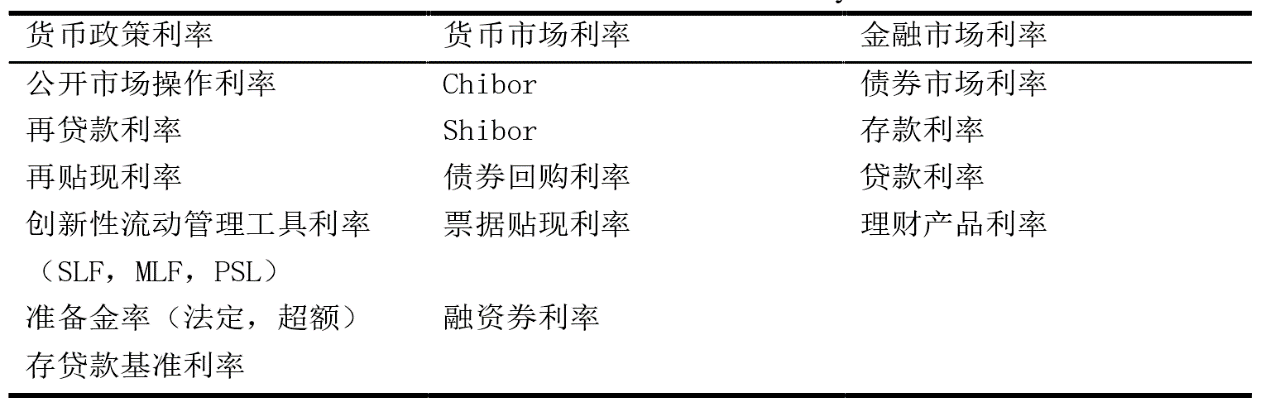 货币政策利率 货币市场利率 金融市场利率
公开市场操作利率 Chibor 债券市场利率
再贷款利率 Shibor 存款利率
再贴现利率 债券回购利率 贷款利率
创新性流动管理工具利率 票据贴现利率 理财产品利率
（SLF，MLF，PSL）
准备金率（法定，超额） 融资券利率
存贷款基准利率